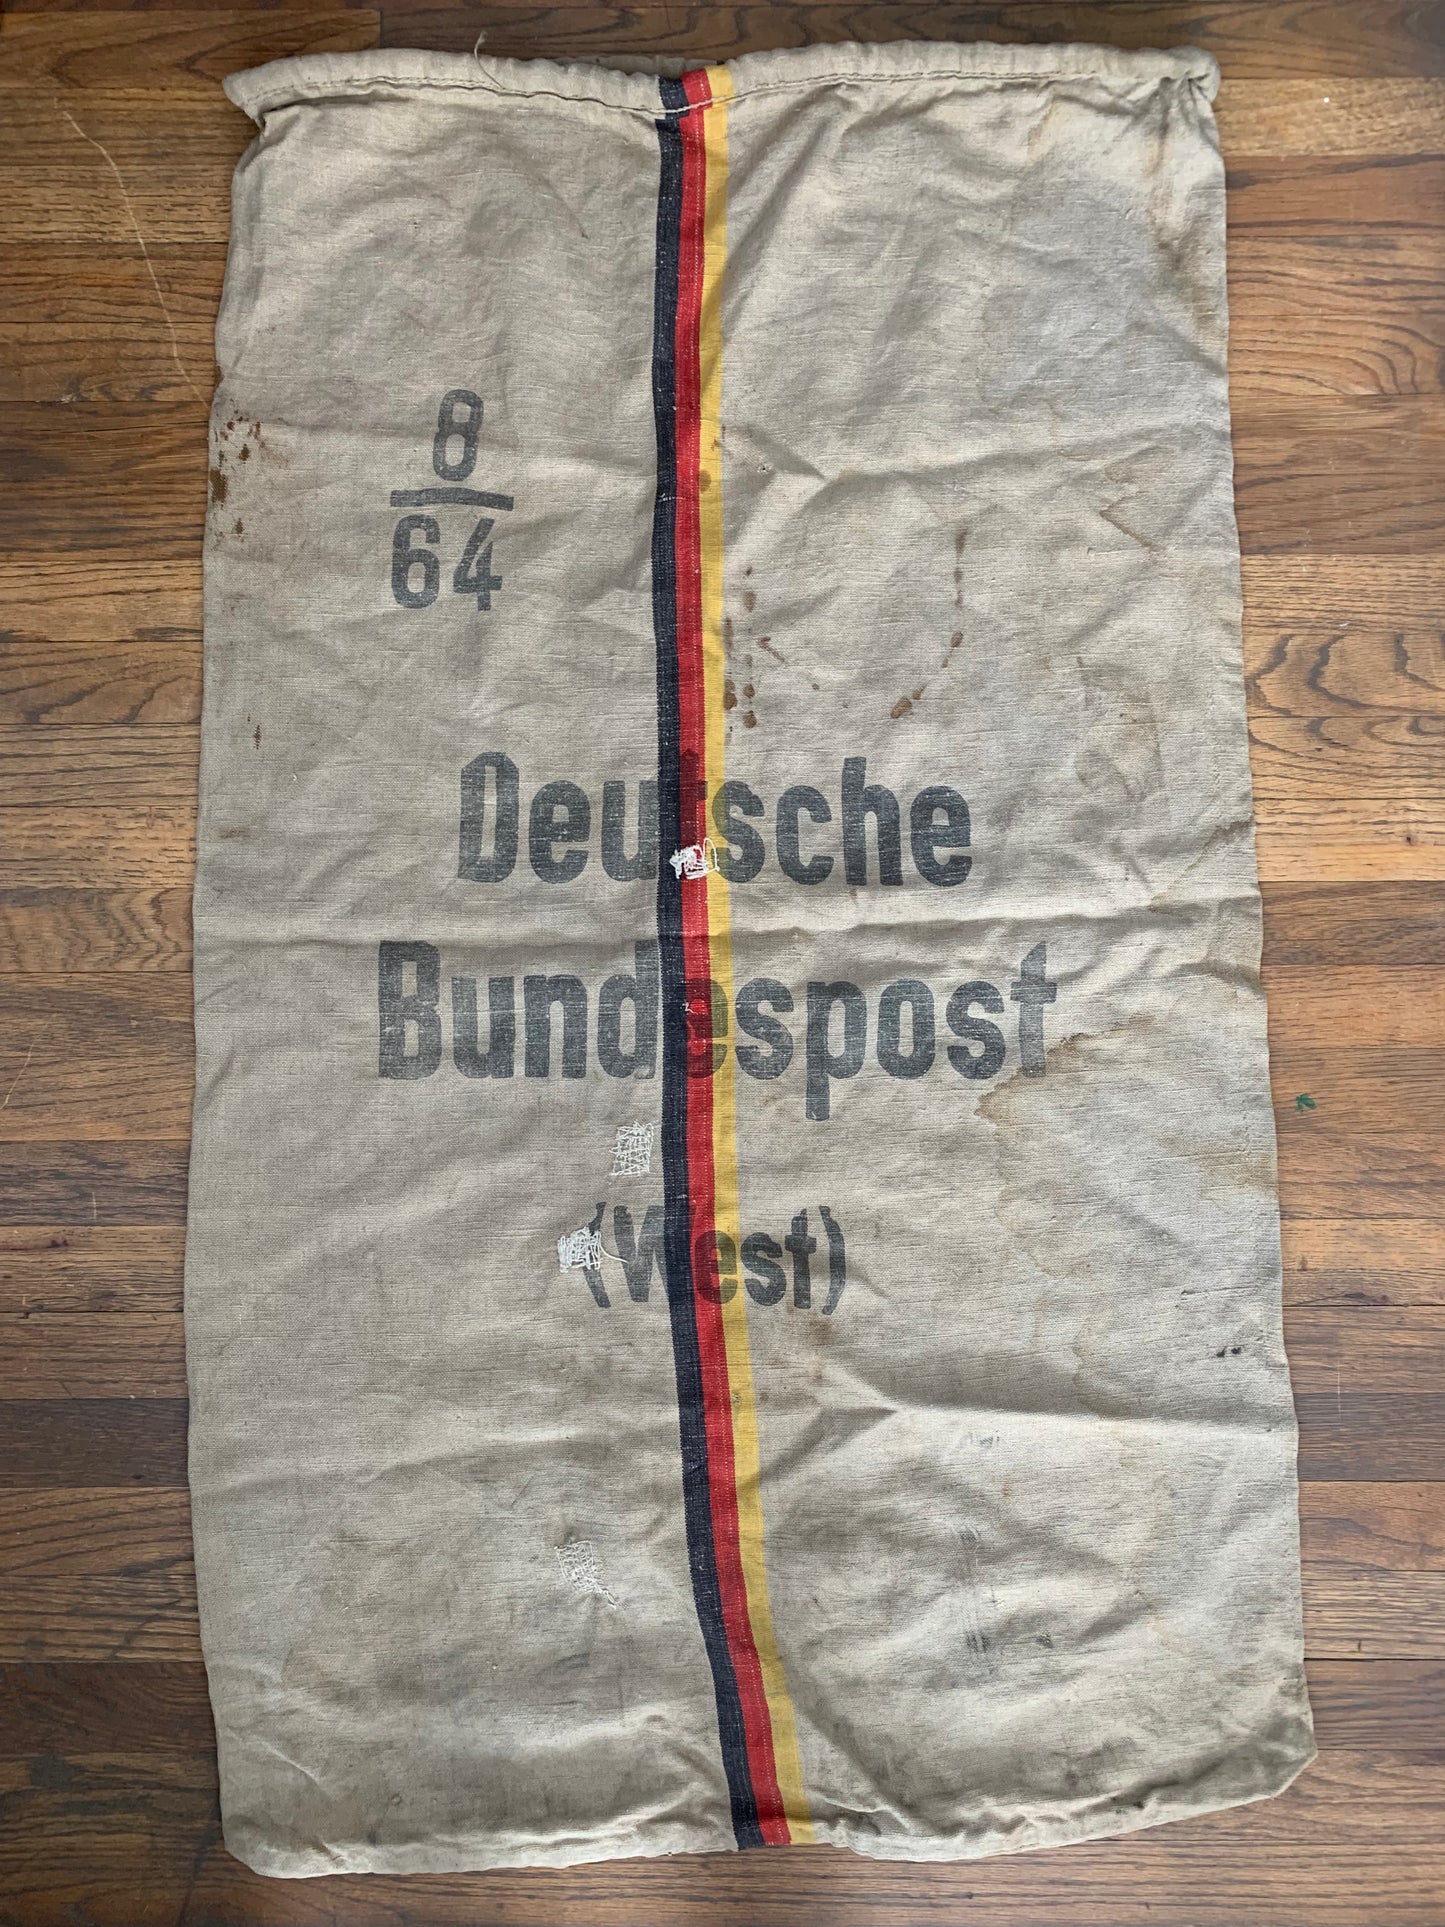 8
64
Deutsche
Bundespost
(West)